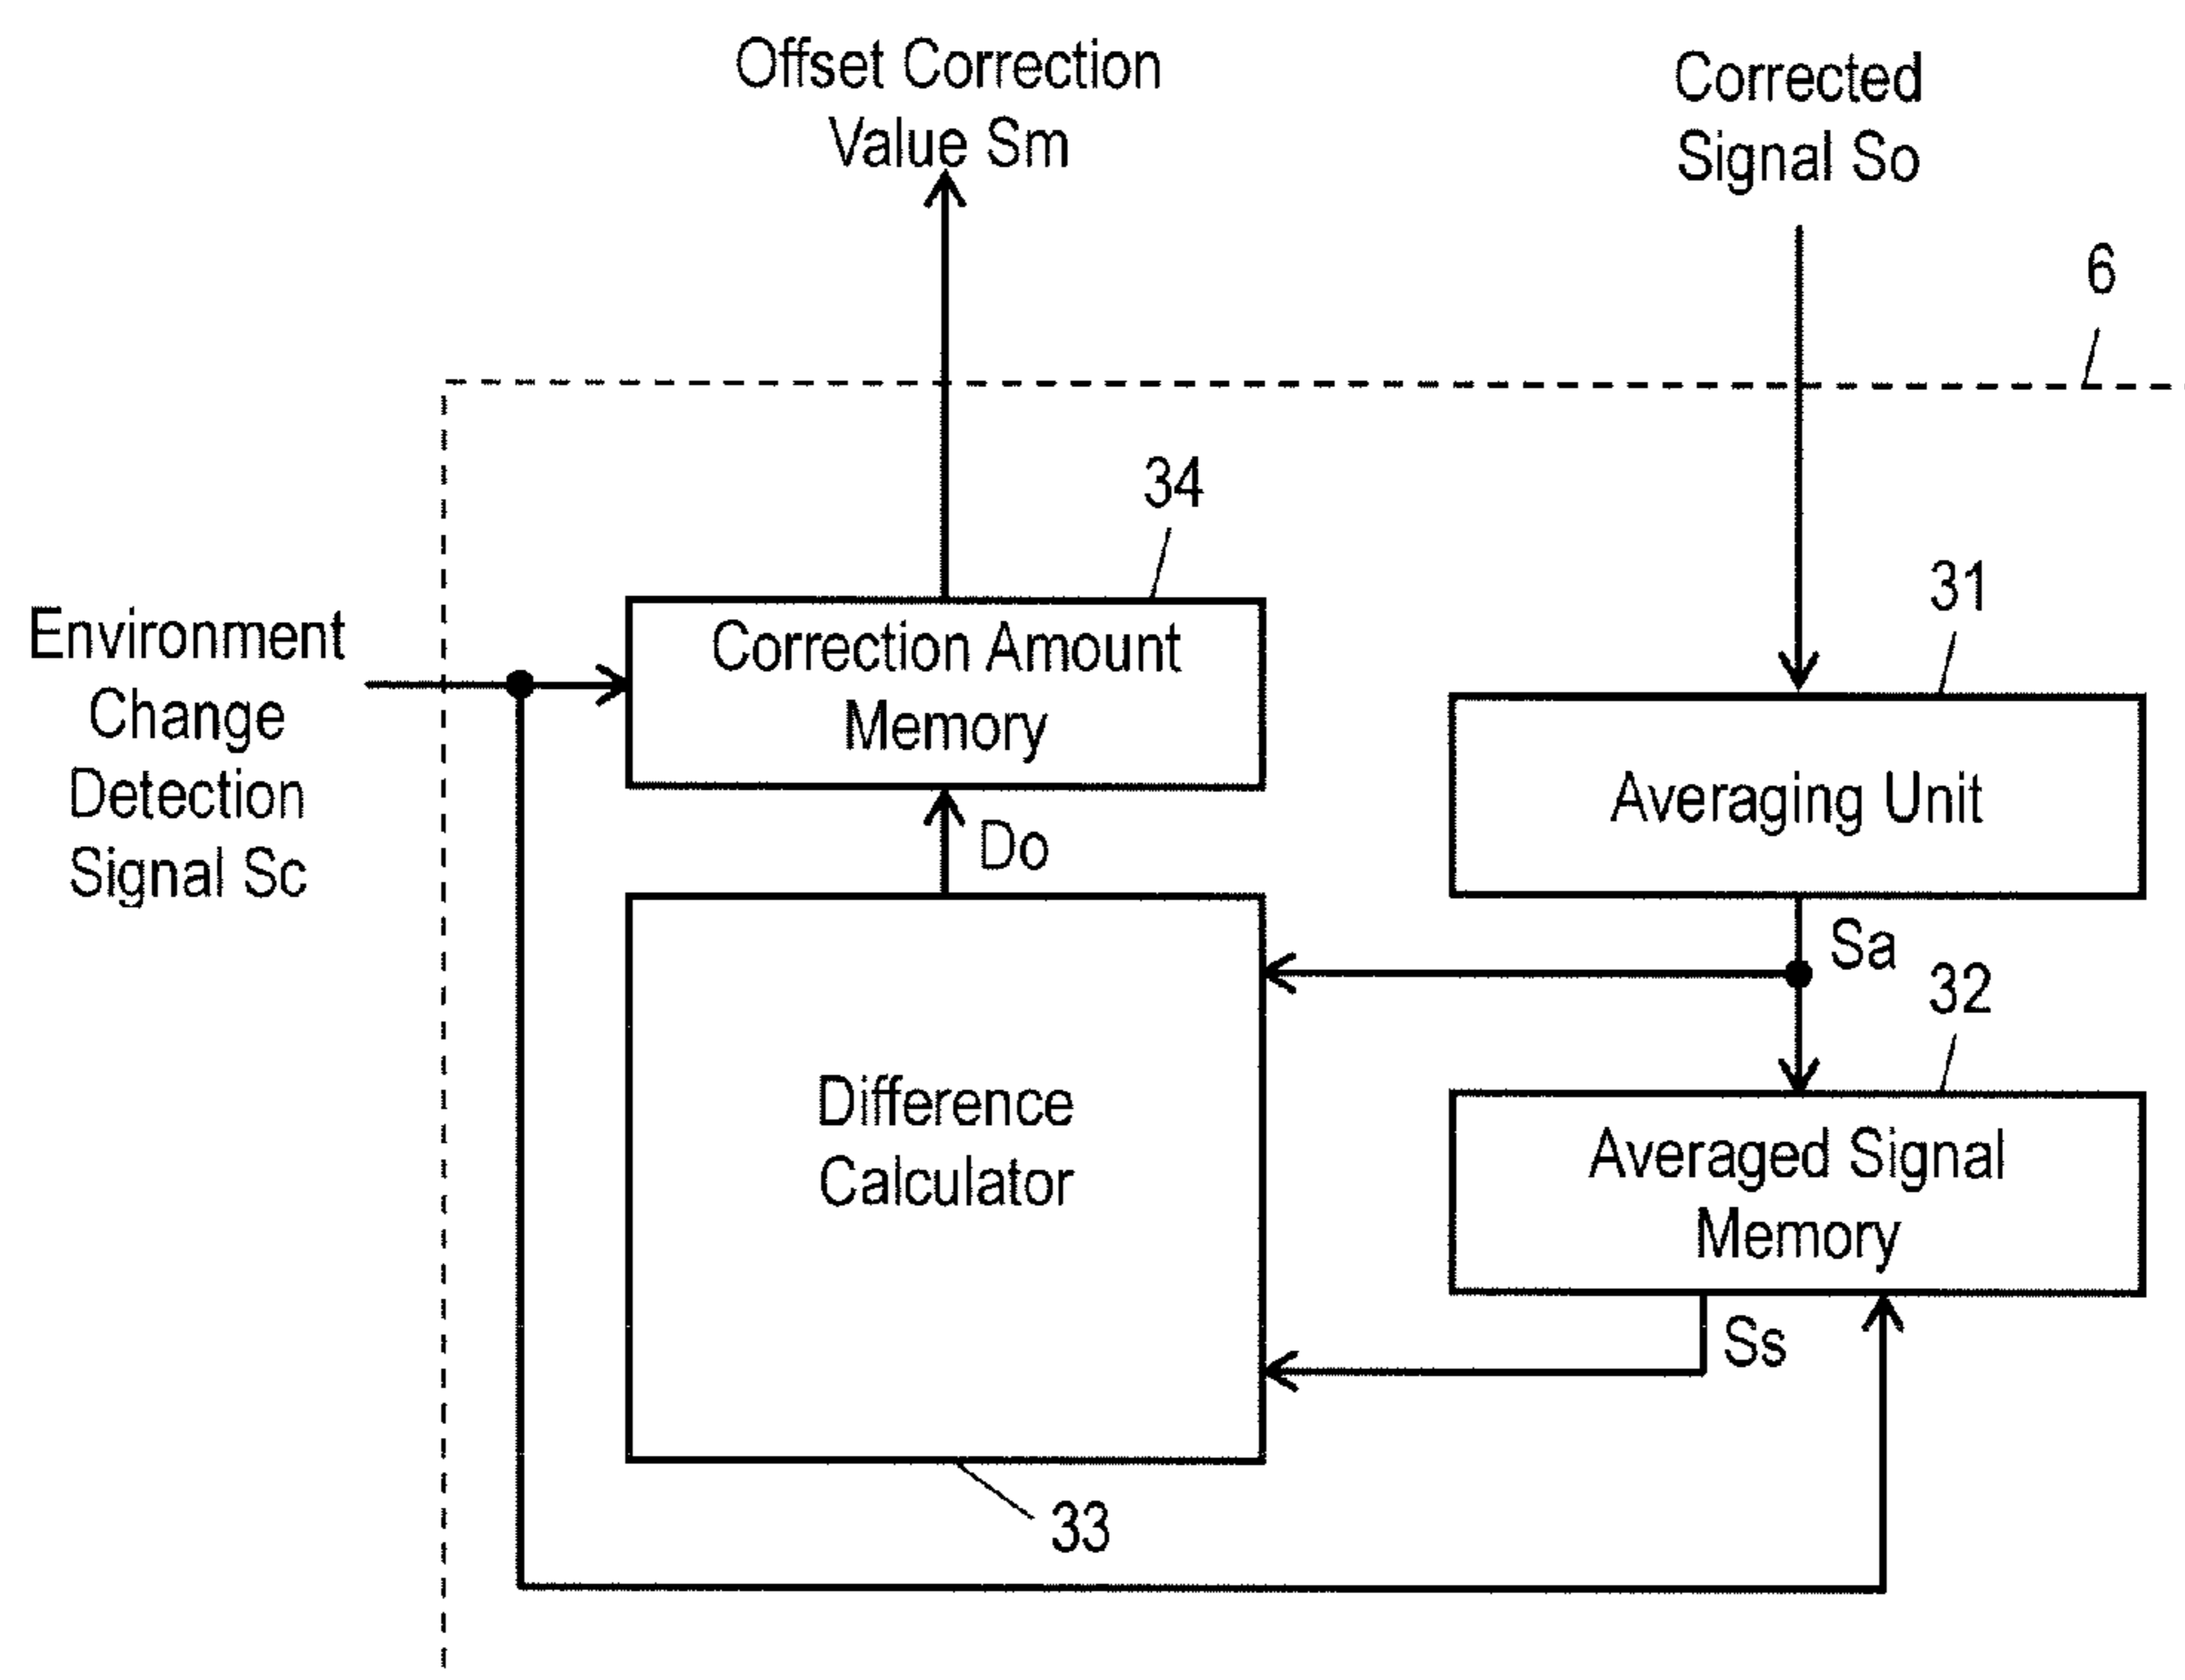 Offset Correction
Value Sm
Corrected
Signal So
6
34
31
Environment
Change
Detection
Signal Sc
Correction Amount
Memory
Averaging Unit
Do
Sa
32
Difference
Calculator
Averaged Signal
Memory
Ss
33